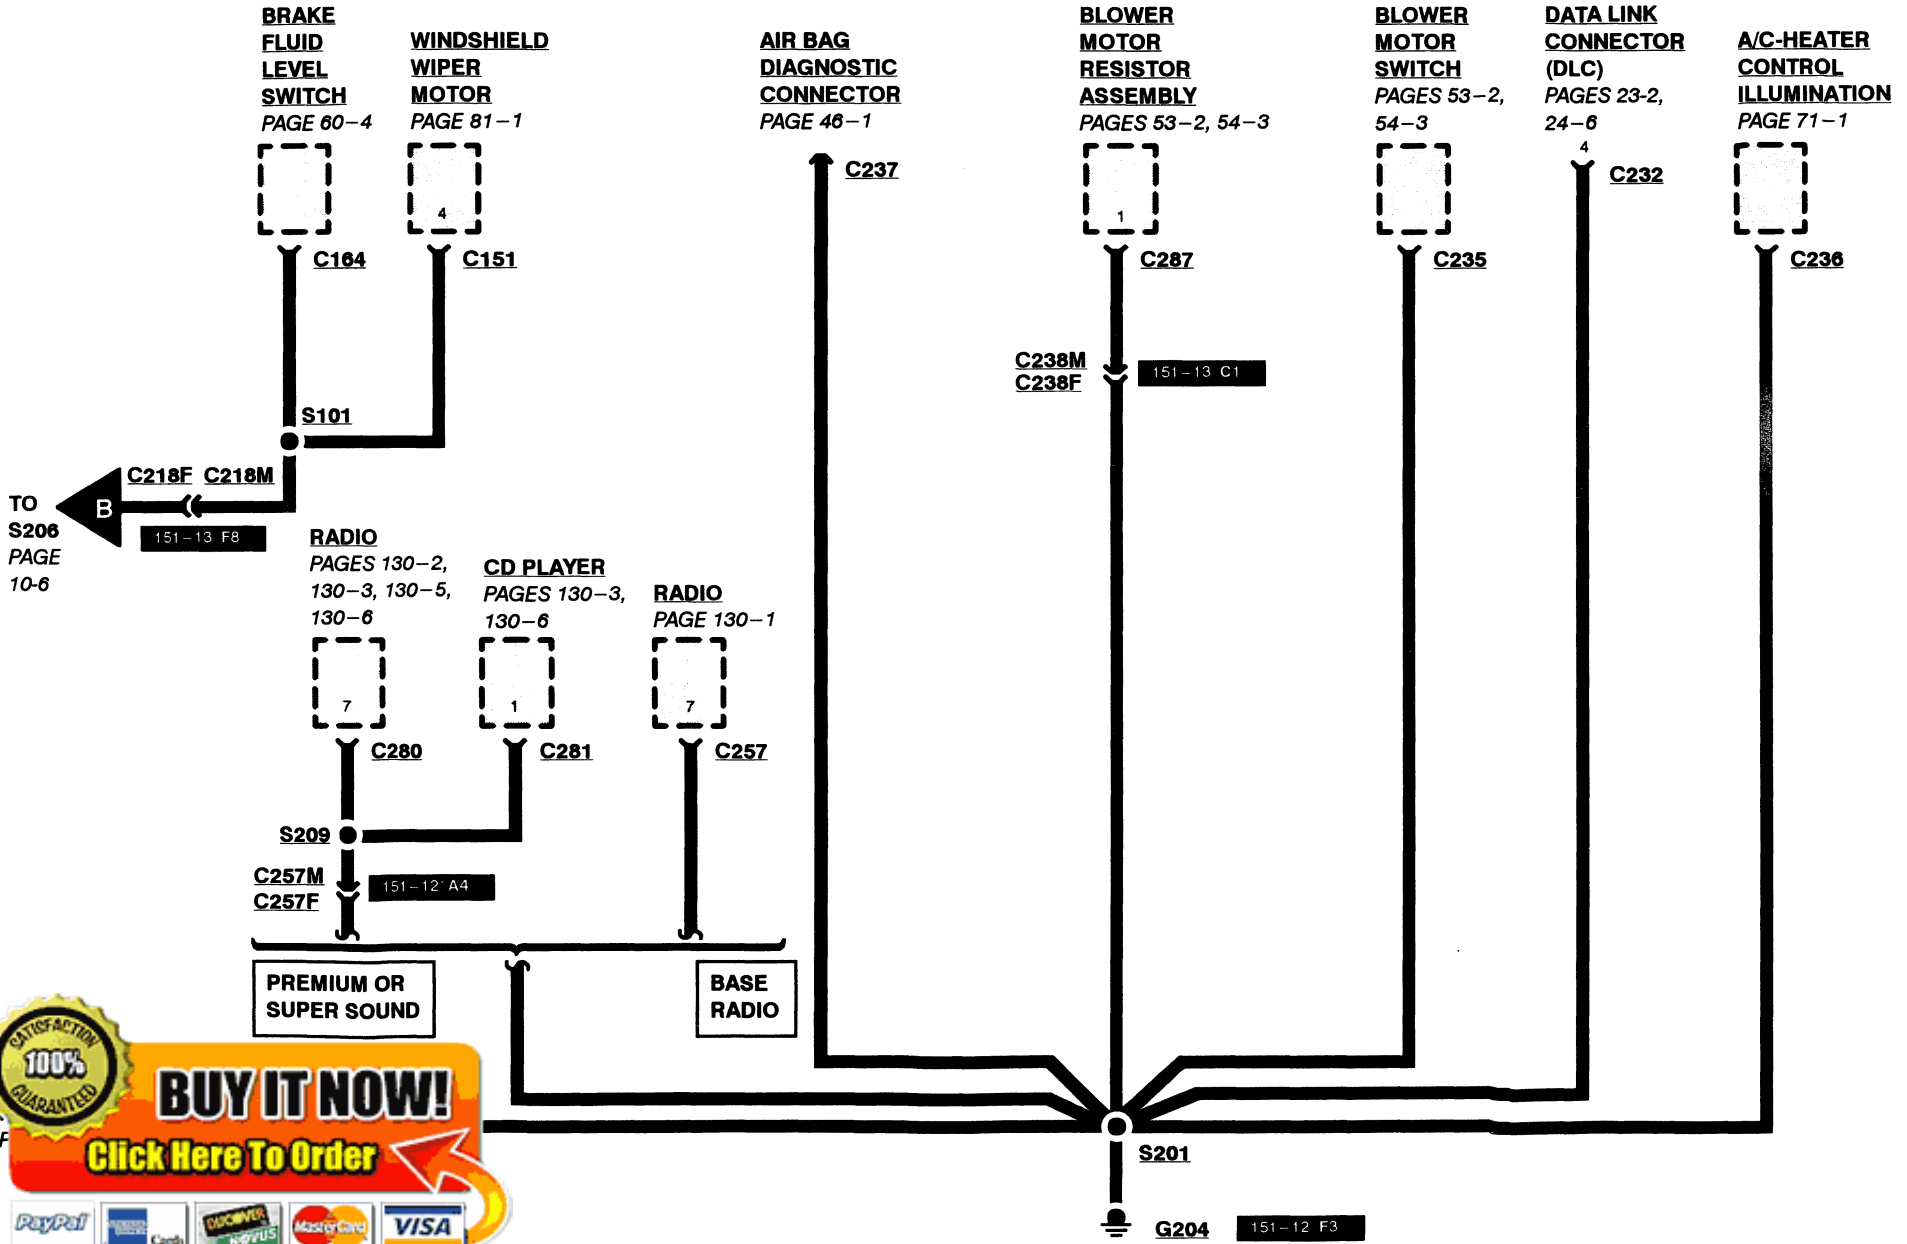 BRAKE
FLUID
LEVEL
SWITCH
PAGE 60-4
WINDSHIELD
WIPER
MOTOR
PAGE 81-1
AIR BAG
DIAGNOSTIC
CONNECTOR
PAGE 46-1
BLOWER
MOTOR
RESISTOR
ASSEMBLY
PAGES 53-2, 54-3
BLOWER
MOTOR
SWITCH
PAGES 53-2,
54-3
DATA LINK
CONNECTOR
(DLC)
PAGES 23-2,
24-6
A/C-HEATER
CONTROL
ILLUMINATION
PAGE 71-1
4
C237
C232
4
1
C164
C151
C287
C235
C236
C238M
C238F
151-13 C1
S101
C218F C218M
TO
S206
PAGE
10-6
B
151-13 F8
RADIO
PAGES 130-2,
130-3, 130-5,
130-6
CD PLAYER
PAGES 130-3,
130-6
RADIO
PAGE 130-1
7
1
7
C280
C281
C257
S209
C257M
C257F
151-12 A4
PREMIUM OR
SUPER SOUND
BASE
RADIO
SATISFACTION
100%
GUARANTEED
BUY IT NOW!
Click Here To Order
S201
PayPal
Cards
DISCOVER
NOVUS
MasterCard
VISA
G204
151-12 F3